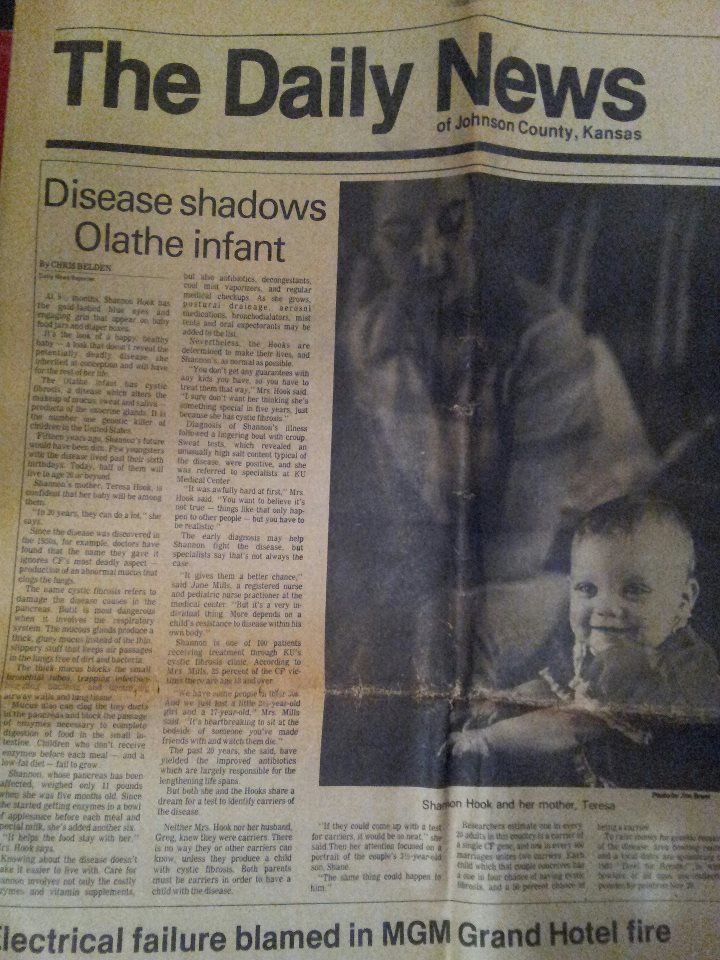 The Daily News
of Johnson County, Kansas
Disease shadows
Olathe infant
By CHRIS BELDEN
Daily News Reporter
At months, Shannon Hook has
the gold-lashed blue eyes and
engaging grin that appear on baby
food jars and diaper boxes.
It's the look of a happy, healthy
baby — a look that doesn't reveal the
potentially deadly disease she
inherited at conception and will have
for the rest of her life.
The Olathe infant has cystic
fibrosis, a disease which alters the
makeup of mucus, sweat and saliva —
products of the exocrine glands. It is
the number one genetic killer of
children in the United States.
Fifteen years ago, Shannon's future
would have been dim. Few youngsters
with the disease lived past their sixth
birthdays. Today, half of them will
live to age 20 or better.
Shannon's mother, Teresa Hook, is
confident that her baby will be among
them.
"In 20 years, they can do a lot," she
says.
Since the disease was discovered in
the 1930s, for example, doctors have
found that the name they gave it
ignores CF's most deadly aspect —
production of an abnormal mucus that
clogs the lungs.
The name cystic fibrosis refers to
damage the disease causes in the
pancreas. But it is most dangerous
when it involves the respiratory
system. The mucous glands produce a
thick, gluey mucus instead of the thin,
slippery stuff that keeps air passages
in the lungs free of dirt and bacteria.
The thick mucus blocks the small
bronchial tubes, trapping infection-
airway walls and lung tissue.
Mucus also can clog the tiny ducts
in the pancreas and block the passage
of enzymes necessary to complete
digestion of food in the small in-
testine. Children who don't receive
enzymes before each meal — and a
low-fat diet — fail to grow.
Shannon, whose pancreas has been
affected, weighed only 11 pounds
when she was five months old. Since
she started getting enzymes in a bowl
of applesauce before each meal and
special milk, she's added another six.
"It helps the food stay with her,"
Mrs. Hook says.
Knowing about the disease doesn't
make it easier to live with. Care for
Shannon involves not only the costly
enzymes and vitamin supplements,
but also antibiotics, decongestants,
cool mist vaporizers, and regular
medical checkups. As she grows,
postural drainage, aerosol
medications, bronchodialators, mist
tents and oral expectorants may be
added to the list.
Nevertheless, the Hooks are
determined to make their lives, and
Shannon's, as normal as possible.
"You don't get any guarantees with
any kids you have, so you have to
treat them that way," Mrs. Hook said.
"I sure don't want her thinking she's
something special in five years, just
because she has cystic fibrosis."
Diagnosis of Shannon's illness
followed a lingering bout with croup.
Sweat tests, which revealed an
unusually high salt content typical of
the disease, were positive, and she
was referred to specialists at KU
Medical Center.
"It was awfully hard at first," Mrs.
Hook said. "You want to believe it's
not true — things like that only hap-
pen to other people — but you have to
be realistic."
The early diagnosis may help
Shannon fight the disease, but
specialists say that's not always the
case.
"It gives them a better chance,"
said Jane Mills, a registered nurse
and pediatric nurse practioner at the
medical center. "But it's a very in-
dividual thing. More depends on a
child's resistance to disease within his
own body."
Shannon is one of 100 patients
receiving treatment through KU's
cystic fibrosis clinic. According to
Mrs. Mills, 35 percent of the CF vic-
tims there are age 18 and over.
"We have some people in their
And we just lost a little 2½-year-old
girl and a 17-year-old," Mrs. Mills
said. "It's heartbreaking to sit at the
bedside of someone you've made
friends with and watch them die."
The past 20 years, she said, have
yielded the improved antibiotics
which are largely responsible for the
lengthening life spans.
But both she and the Hooks share a
dream for a test to identify carriers of
the disease.
Neither Mrs. Hook nor her husband,
Greg, knew they were carriers. There
is no way they or other carriers can
know, unless they produce a child
with cystic fibrosis. Both parents
must be carriers in order to have a
child with the disease.
Photo by Jim
Shannon Hook and her mother, Teresa
"If they could come up with a test
for carriers, it would be so neat," she
said. Then her attention focused on a
portrait of the couple's 3½-year-old
son, Shane.
"The same thing could happen to
him."
Researchers estimate one in every
20 adults in this country is a carrier of
a single CF gene, and one in every 400
marriages unites two carriers. Each
child which that couple conceives has
a one in four chance of having cystic
fibrosis, and a 50 percent chance of
being a carrier.
To raise money for
of the disease,
and a local
Electrical failure blamed in MGM Grand Hotel fire